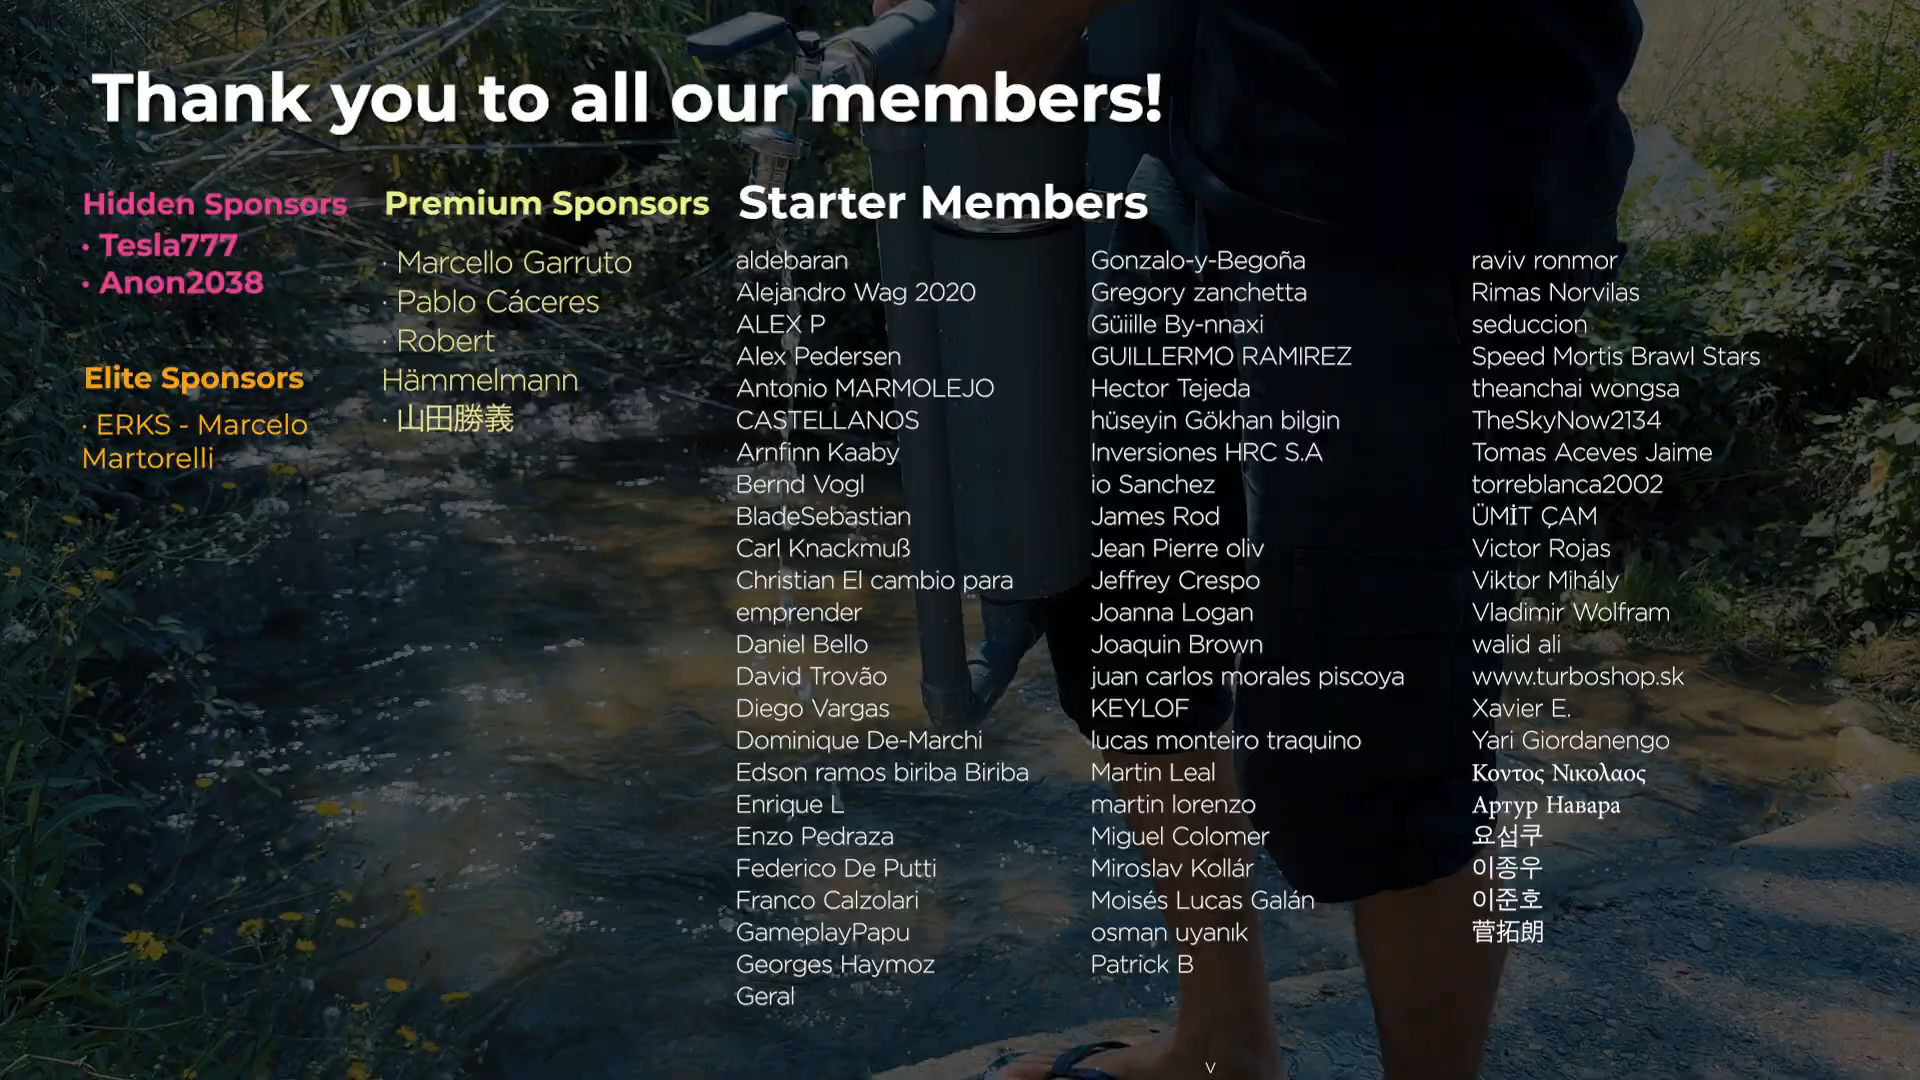 Thank you to all our members!
Hidden Sponsors
• Tesla777
• Anon2038
Elite Sponsors
· ERKS - Marcelo
Martorelli
Premium Sponsors
· Marcello Garruto
· Pablo Cáceres
· Robert
Hämmelmann
· 山田勝義
Starter Members
aldebaran
Alejandro Wag 2020
ALEX P
Alex Pedersen
Antonio MARMOLEJO
CASTELLANOS
Arnfinn Kaaby
Bernd Vogl
BladeSebastian
Carl Knackmuß
Christian El cambio para
emprender
Daniel Bello
David Trovão
Diego Vargas
Dominique De-Marchi
Edson ramos biriba Biriba
Enrique L
Enzo Pedraza
Federico De Putti
Franco Calzolari
GameplayPapu
Georges Haymoz
Geral
Gonzalo-y-Begoña
Gregory zanchetta
Güiille By-nnaxi
GUILLERMO RAMIREZ
Hector Tejeda
hüseyin Gökhan bilgin
Inversiones HRC S.A
io Sanchez
James Rod
Jean Pierre oliv
Jeffrey Crespo
Joanna Logan
Joaquin Brown
juan carlos morales piscoya
KEYLOF
lucas monteiro traquino
Martin Leal
martin lorenzo
Miguel Colomer
Miroslav Kollár
Moisés Lucas Galán
osman uyanık
Patrick B
raviv ronmor
Rimas Norvilas
seduccion
Speed Mortis Brawl Stars
theanchai wongsa
TheSkyNow2134
Tomas Aceves Jaime
torreblanca2002
ÜMİT ÇAM
Victor Rojas
Viktor Mihály
Vladimir Wolfram
walid ali
www.turboshop.sk
Xavier E.
Yari Giordanengo
Κοντος Νικολαος
Артур Навара
요섭쿠
이종우
이준호
菅拓朗
v